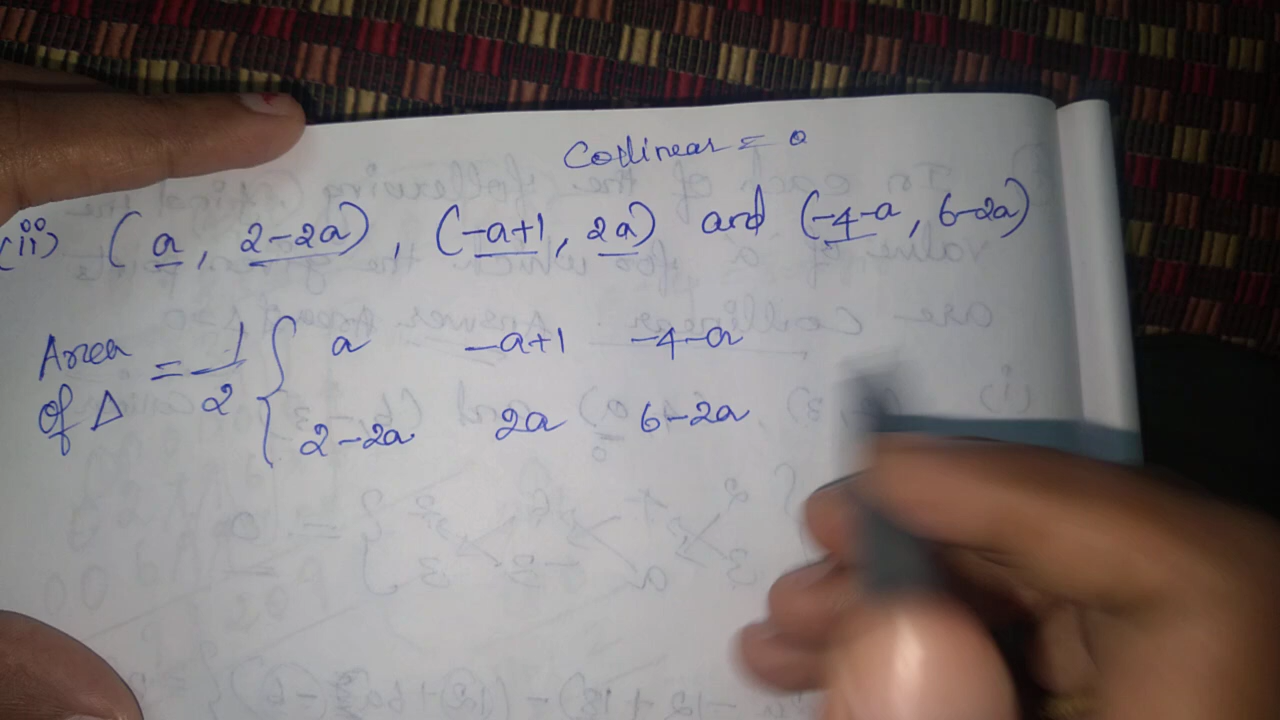 Collinear = 0
(ii) (a, 2-2a), (-a+1, 2a) and (-4-a, 6-2a)
Area of Δ = 1/2 { a -a+1 -4-a
2-2a 2a 6-2a